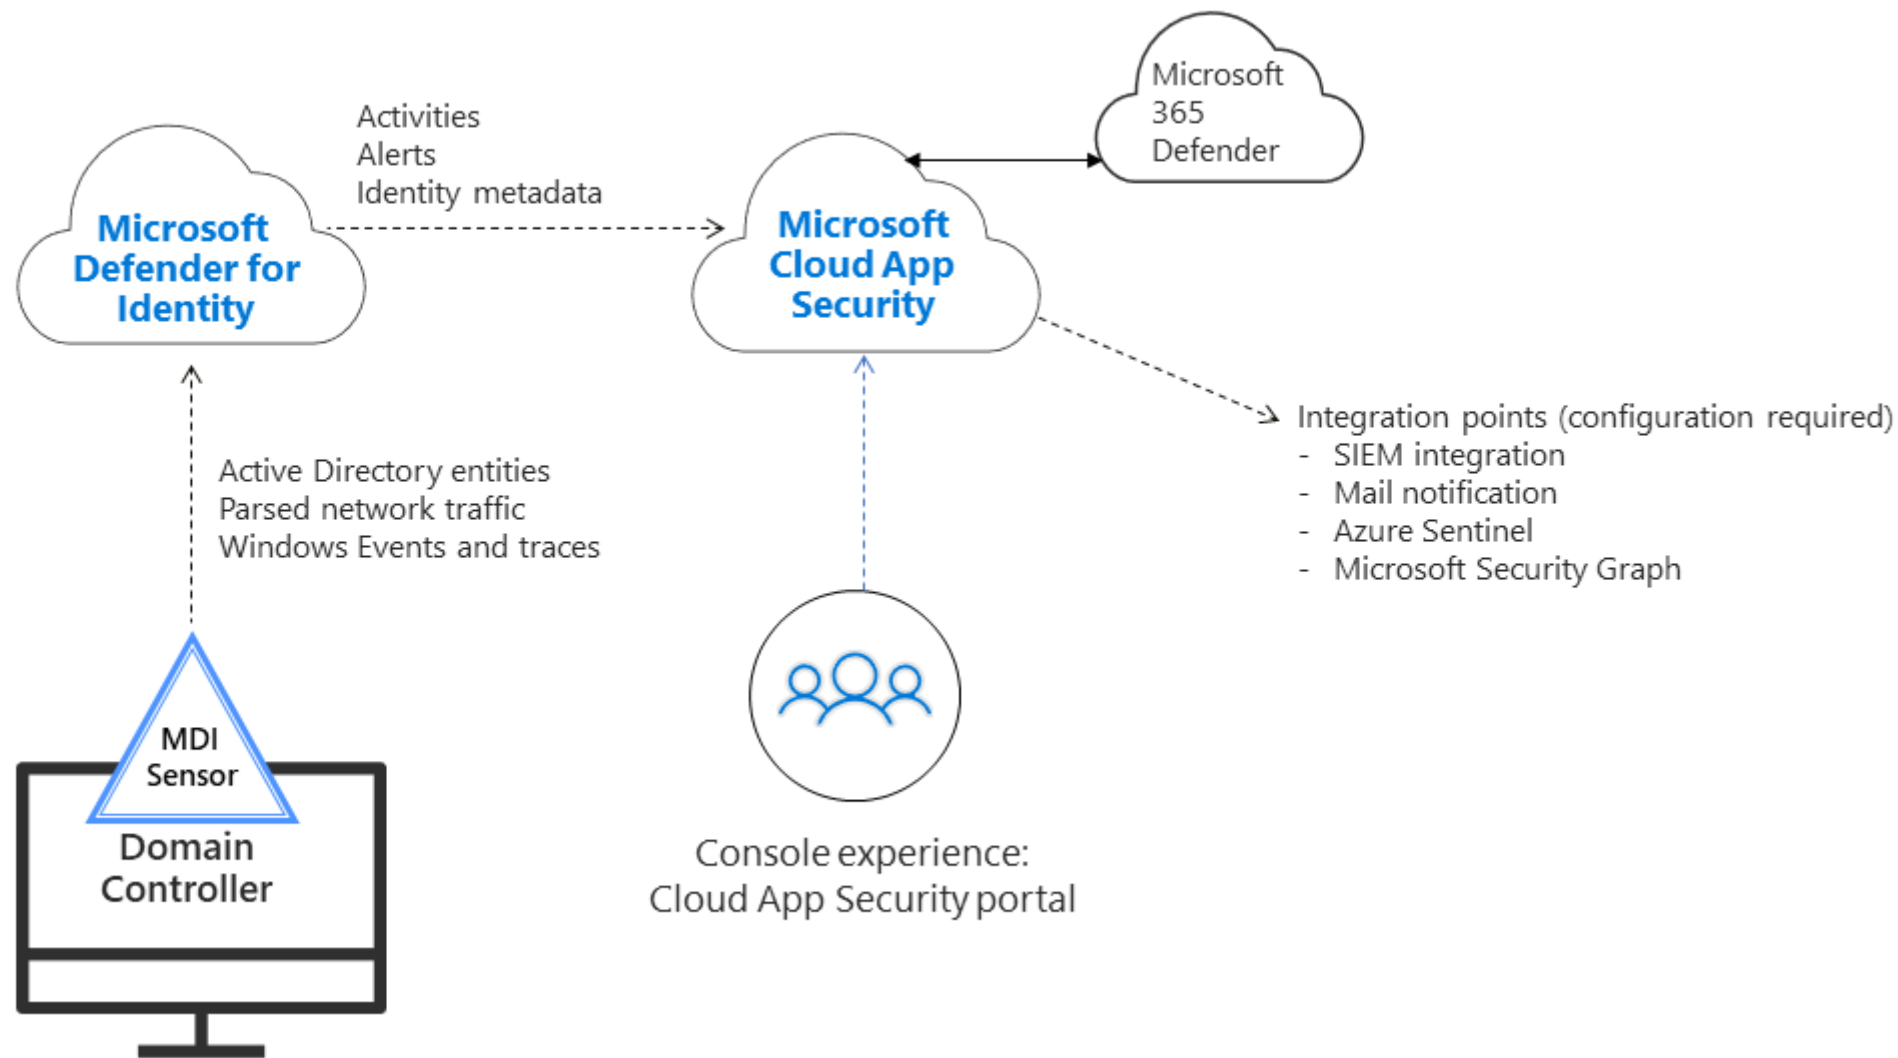 Microsoft
365
Defender
Activities
Alerts
Identity metadata
Microsoft
Defender for
Identity
Microsoft
Cloud App
Security
Integration points (configuration required)
- SIEM integration
- Mail notification
- Azure Sentinel
- Microsoft Security Graph
Active Directory entities
Parsed network traffic
Windows Events and traces
MDI
Sensor
Domain
Controller
Console experience:
Cloud App Security portal